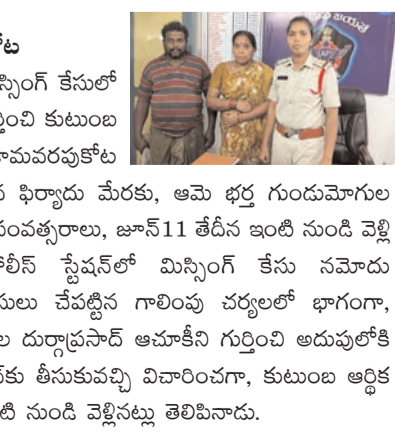 కోట
స్సింగ్ కేసులో
ర్తించి కుటుంబ
కామవరపుకోట
ఫిర్యాదు మేరకు, ఆమె భర్త గుండుమోగుల
సంవత్సరాలు, జూన్11 తేదీన ఇంటి నుండి వెళ్లి
పోలీస్ స్టేషన్‌లో మిస్సింగ్ కేసు నమోదు
సులు చేపట్టిన గాలింపు చర్యలలో భాగంగా,
ల దుర్గాప్రసాద్ ఆచూకీని గుర్తించి అదుపులోకి
న్‌కు తీసుకువచ్చి విచారించగా, కుటుంబ ఆర్థిక
టి నుండి వెళ్లినట్లు తెలిపినాడు.